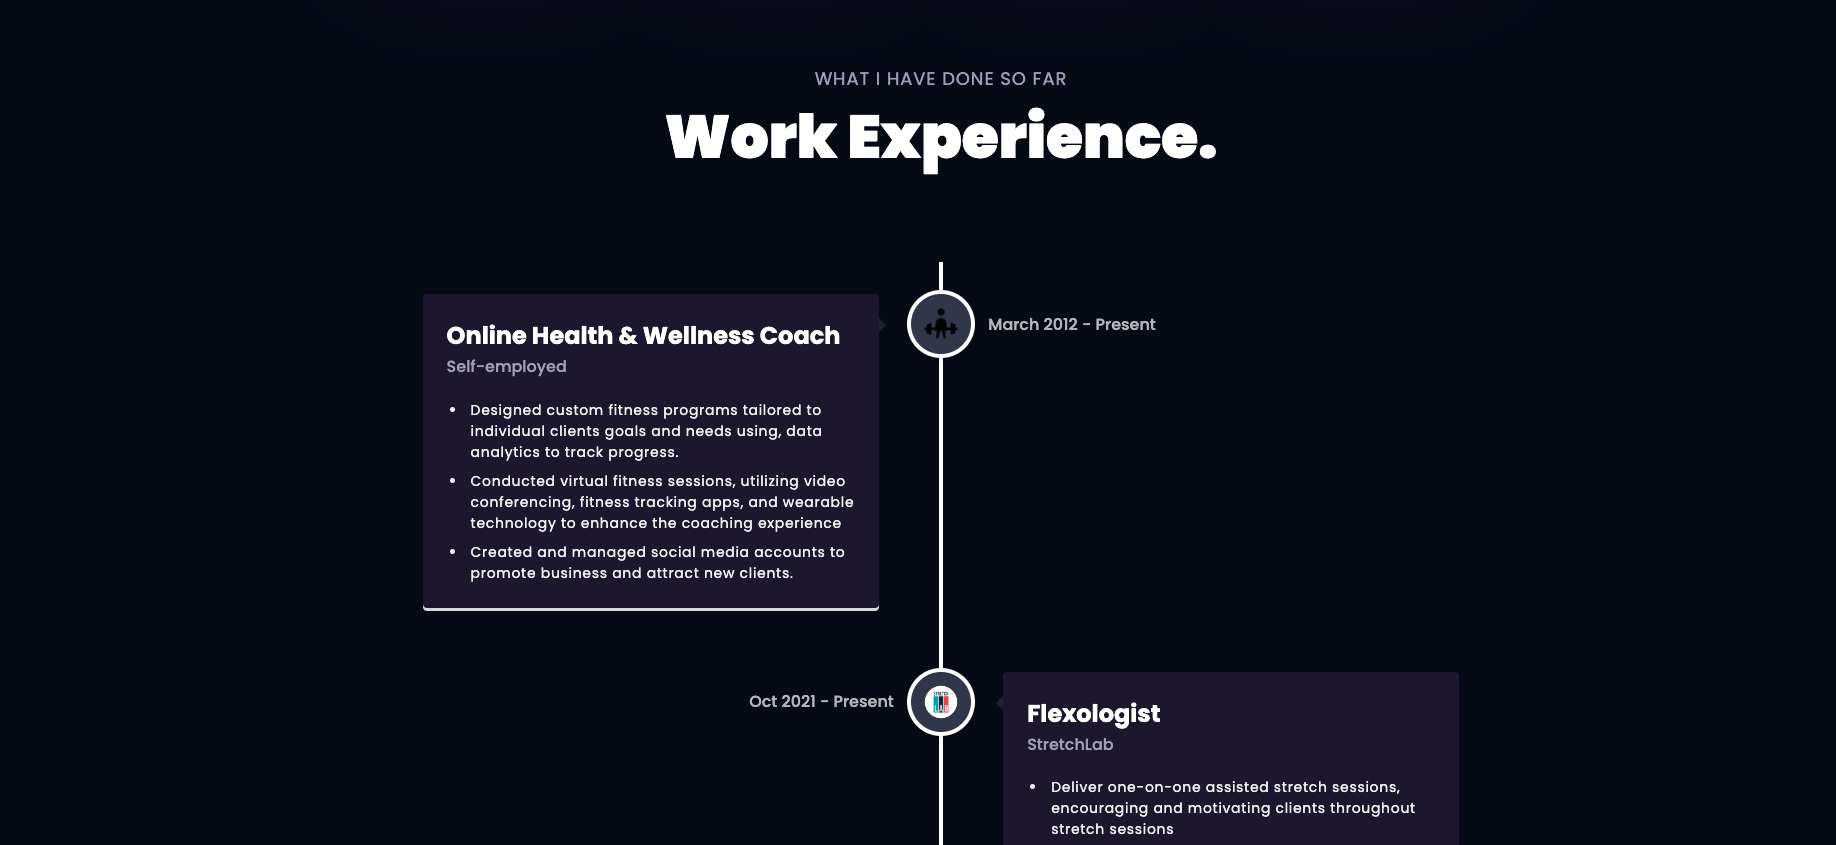 WHAT I HAVE DONE SO FAR
Work Experience.
Online Health & Wellness Coach
Self-employed
• Designed custom fitness programs tailored to
individual clients goals and needs using, data
analytics to track progress.
• Conducted virtual fitness sessions, utilizing video
conferencing, fitness tracking apps, and wearable
technology to enhance the coaching experience
• Created and managed social media accounts to
promote business and attract new clients.
March 2012 - Present
Oct 2021 - Present
STRETCH
LAB
Flexologist
StretchLab
• Deliver one-on-one assisted stretch sessions,
encouraging and motivating clients throughout
stretch sessions